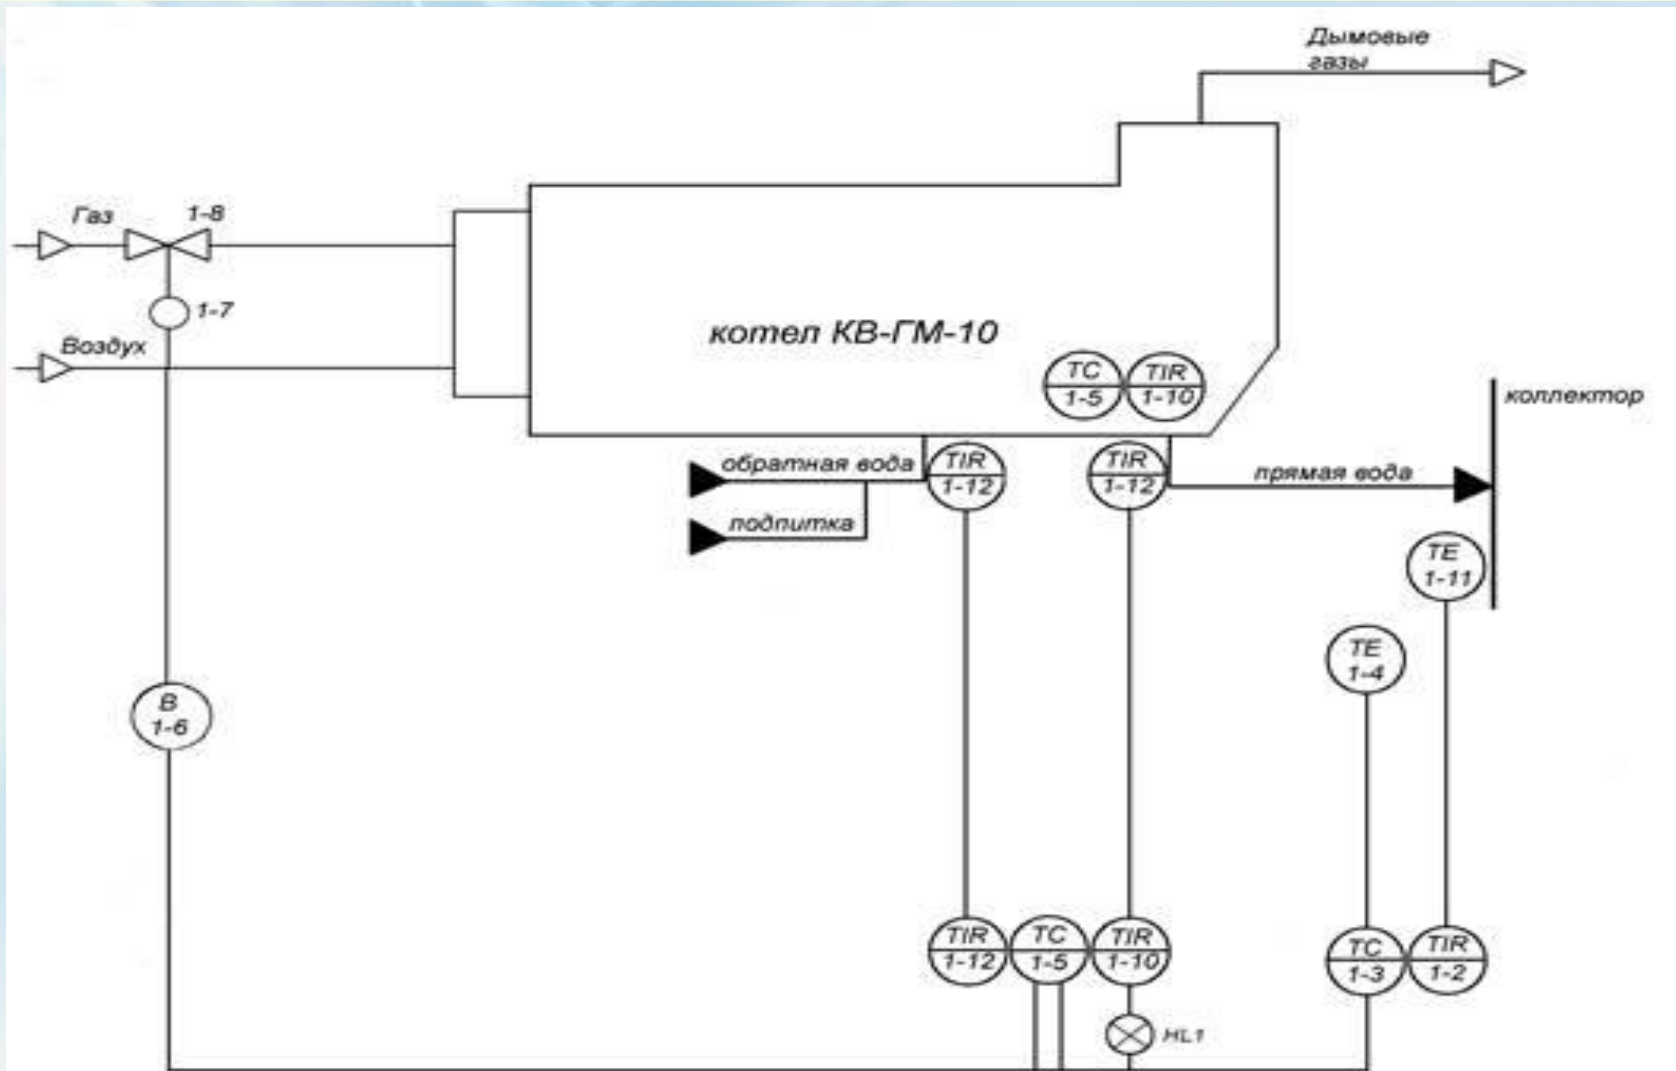 Дымовые
газы
Газ
1-8
1-7
Воздух
котел КВ-ГМ-10
TC
1-5
TIR
1-10
коллектор
обратная вода
TIR
1-12
TIR
1-12
прямая вода
подпитка
TE
1-11
TE
1-4
B
1-6
TIR
1-12
TC
1-5
TIR
1-10
TC
1-3
TIR
1-2
HL1